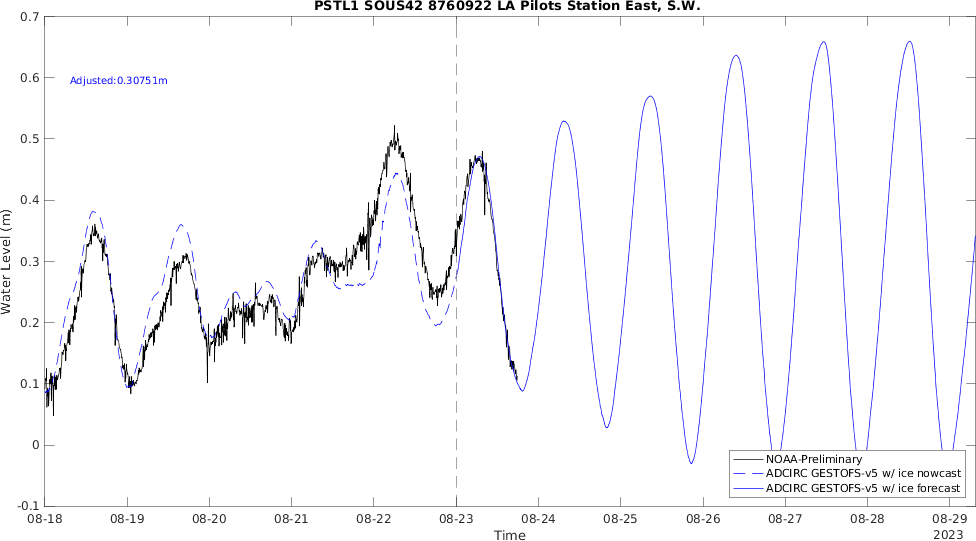 PSTL1 SOUS42 8760922 LA Pilots Station East, S.W.
0.7
0.6
0.5
0.4
0.3
0.2
0.1
0
-0.1
Water Level (m)
Adjusted:0.30751m
NOAA-Preliminary
ADCIRC GESTOFS-v5 w/ ice nowcast
ADCIRC GESTOFS-v5 w/ ice forecast
08-18 08-19 08-20 08-21 08-22 08-23 08-24 08-25 08-26 08-27 08-28 08-29
Time
2023